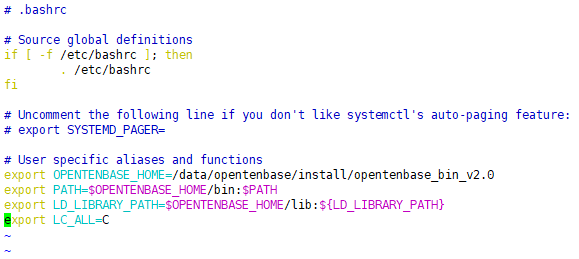 # .bashrc
# Source global definitions
if [ -f /etc/bashrc ]; then
        . /etc/bashrc
fi
# Uncomment the following line if you don't like systemctl's auto-paging feature:
# export SYSTEMD_PAGER=
# User specific aliases and functions
export OPENTENBASE_HOME=/data/opentenbase/install/opentenbase_bin_v2.0
export PATH=$OPENTENBASE_HOME/bin:$PATH
export LD_LIBRARY_PATH=$OPENTENBASE_HOME/lib:${LD_LIBRARY_PATH}
export LC_ALL=C
~
~